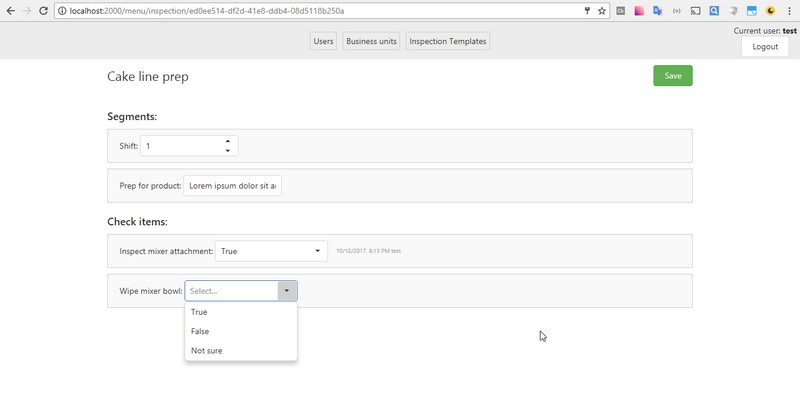 localhost:2000/menu/inspection/ed0ee514-df2d-41e8-ddb4-08d5118b250a
Current user: test
Users
Business units
Inspection Templates
Logout
Cake line prep
Save
Segments:
Shift: 1
Prep for product: Lorem ipsum dolor sit a
Check items:
Inspect mixer attachment: True 10/12/2017, 8:13 PM test
Wipe mixer bowl: Select...
True
False
Not sure